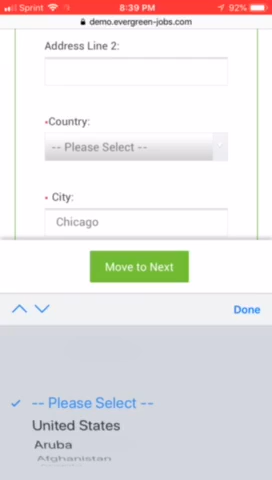 Sprint 8:39 PM 92%
demo.evergreen-jobs.com
Address Line 2:
•Country:
-- Please Select --
• City:
Chicago
Move to Next
Done
✓ -- Please Select --
United States
Aruba
Afghanistan